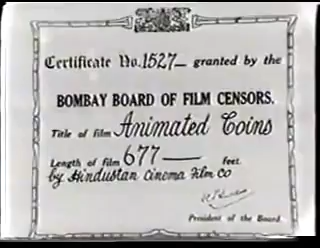 Certificate No. 1527— granted by the
BOMBAY BOARD OF FILM CENSORS.
Title of film Animated Coins
Length of film 677— feet.
by Hindustan Cinema Film Co
President of the Board